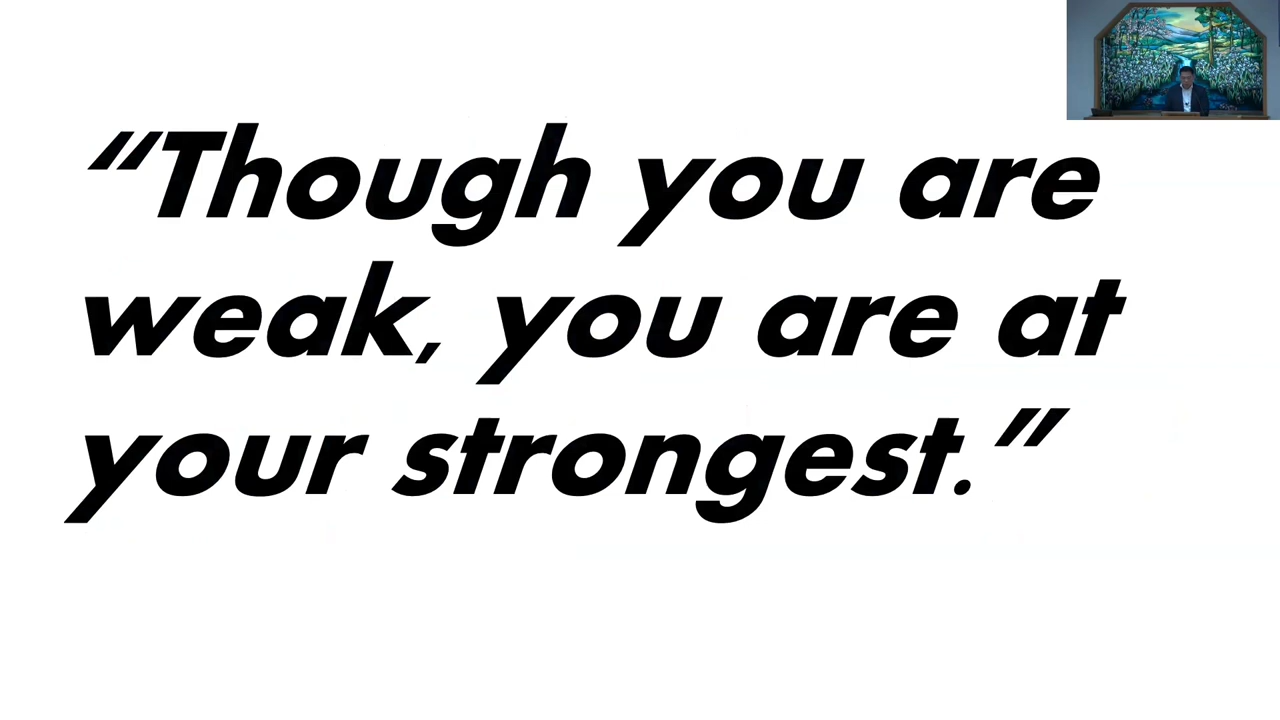 “Though you are
weak, you are at
your strongest.”